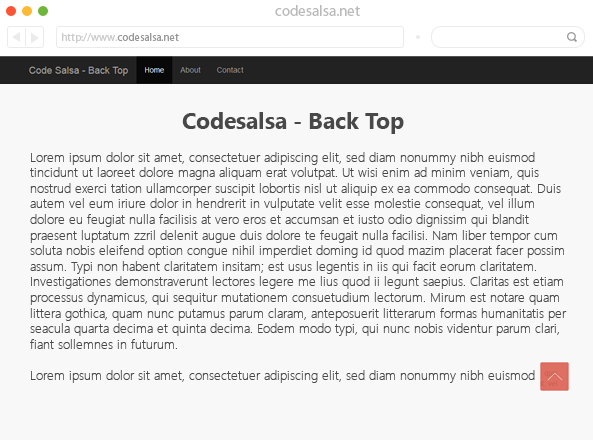 codesalsa.net
http://www.codesalsa.net
Code Salsa - Back Top Home About Contact
Codesalsa - Back Top
Lorem ipsum dolor sit amet, consectetuer adipiscing elit, sed diam nonummy nibh euismod
tincidunt ut laoreet dolore magna aliquam erat volutpat. Ut wisi enim ad minim veniam, quis
nostrud exerci tation ullamcorper suscipit lobortis nisl ut aliquip ex ea commodo consequat. Duis
autem vel eum iriure dolor in hendrerit in vulputate velit esse molestie consequat, vel illum
dolore eu feugiat nulla facilisis at vero eros et accumsan et iusto odio dignissim qui blandit
praesent luptatum zzril delenit augue duis dolore te feugait nulla facilisi. Nam liber tempor cum
soluta nobis eleifend option congue nihil imperdiet doming id quod mazim placerat facer possim
assum. Typi non habent claritatem insitam; est usus legentis in iis qui facit eorum claritatem.
Investigationes demonstraverunt lectores legere me lius quod ii legunt saepius. Claritas est etiam
processus dynamicus, qui sequitur mutationem consuetudium lectorum. Mirum est notare quam
littera gothica, quam nunc putamus parum claram, anteposuerit litterarum formas humanitatis per
seacula quarta decima et quinta decima. Eodem modo typi, qui nunc nobis videntur parum clari,
fiant sollemnes in futurum.
Lorem ipsum dolor sit amet, consectetuer adipiscing elit, sed diam nonummy nibh euismod